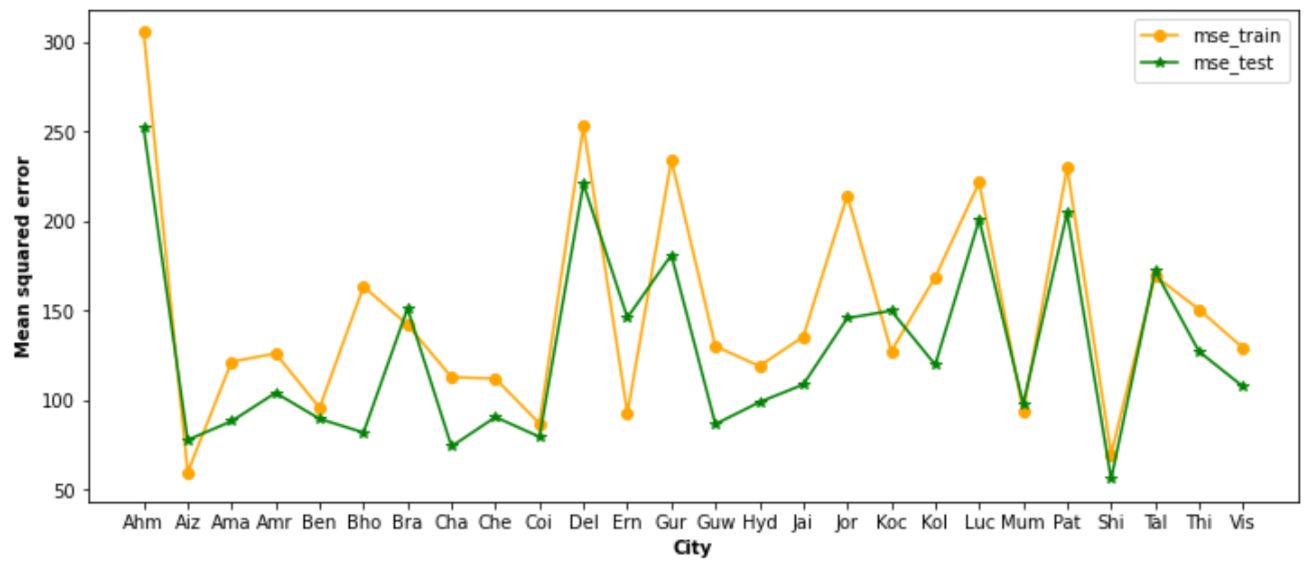 300
250
200
150
100
50
Mean squared error
mse_train
mse_test
Ahm Aiz Ama Amr Ben Bho Bra Cha Che Coi Del Ern Gur Guw Hyd Jai Jor Koc Kol Luc Mum Pat Shi Tal Thi Vis
City